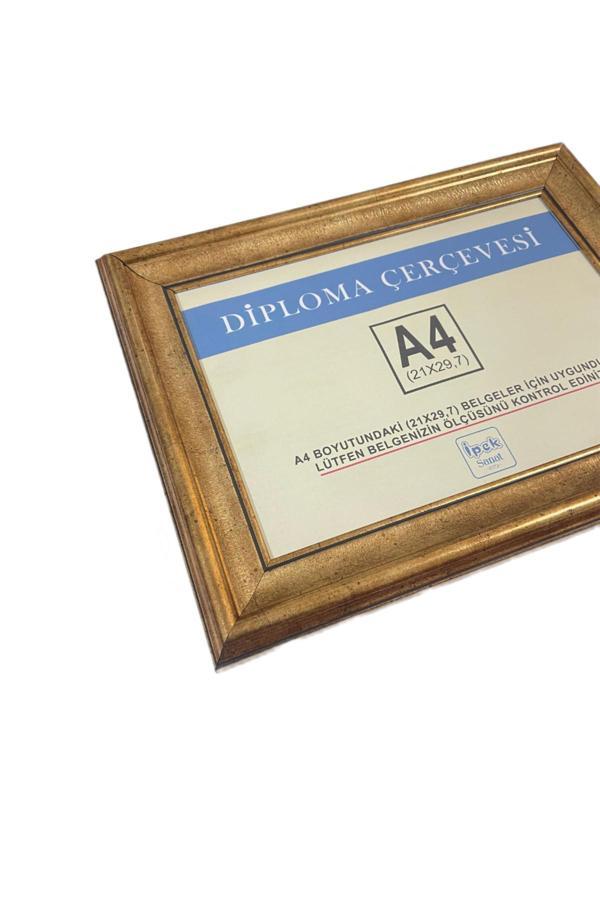 DİPLOMA ÇERÇEVESİ
A4
(21X29,7)
A4 BOYUTUNDAKİ (21X29,7) BELGELER İÇİN UYGUNDU
LÜTFEN BELGENİZİN ÖLÇÜSÜNÜ KONTROL EDİNİ
İpek
Sanat